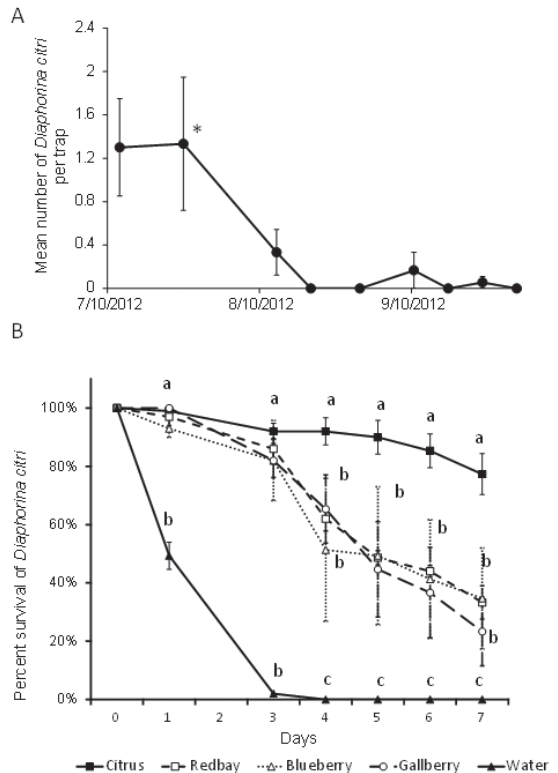 A
Mean number of Diaphorina citri
per trap
2.4
2
1.6
1.2
0.8
0.4
0
*
7/10/2012 8/10/2012 9/10/2012
B
Percent survival of Diaphorina citri
100%
80%
60%
40%
20%
0%
a a a a a a
b b b b b
b b
b
b c c c c
0 1 2 3 4 5 6 7
Days
Citrus Redbay Blueberry Gallberry Water